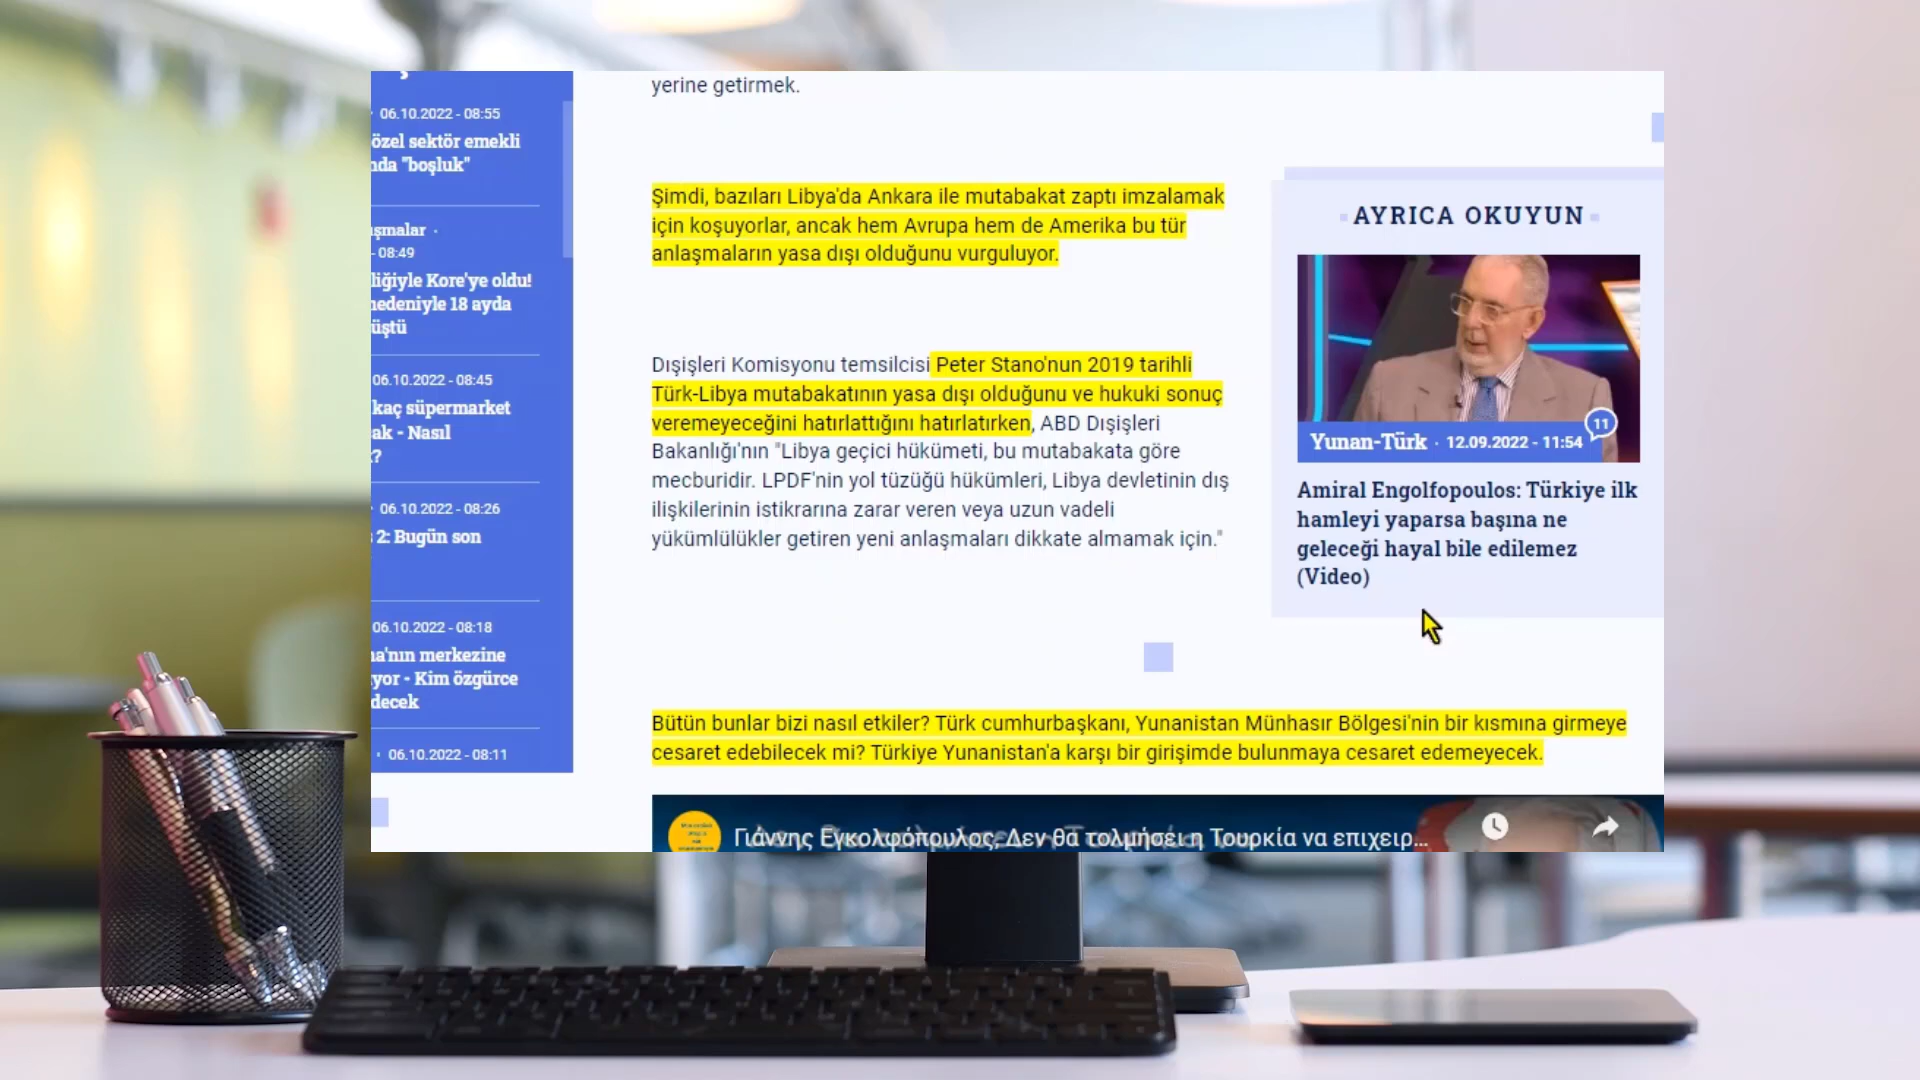 06.10.2022 - 08:55
özel sektör emekli
"boşluk"
- 08:49
Kore'ye oldu!
18 ayda
06.10.2022 - 08:45
kaç süpermarket
- Nasıl
06.10.2022 - 08:26
2: Bugün son
06.10.2022 - 08:18
merkezine
- Kim özgürce
06.10.2022 - 08:11
yerine getirmek.
Şimdi, bazıları Libya'da Ankara ile mutabakat zaptı imzalamak
için koşuyorlar, ancak hem Avrupa hem de Amerika bu tür
anlaşmaların yasa dışı olduğunu vurguluyor.
Dışişleri Komisyonu temsilcisi Peter Stano'nun 2019 tarihli
Türk-Libya mutabakatının yasa dışı olduğunu ve hukuki sonuç
veremeyeceğini hatırlattığını hatırlatırken, ABD Dışişleri
Bakanlığı'nın "Libya geçici hükümeti, bu mutabakata göre
mecburidir. LPDF'nin yol tüzüğü hükümleri, Libya devletinin dış
ilişkilerinin istikrarına zarar veren veya uzun vadeli
yükümlülükler getiren yeni anlaşmaları dikkate almamak için."
AYRICA OKUYUN
11
Yunan-Türk · 12.09.2022 - 11:54
Amiral Engolfopoulos: Türkiye ilk
hamleyi yaparsa başına ne
geleceği hayal bile edilemez
(Video)
Bütün bunlar bizi nasıl etkiler? Türk cumhurbaşkanı, Yunanistan Münhasır Bölgesi'nin bir kısmına girmeye
cesaret edebilecek mi? Türkiye Yunanistan'a karşı bir girişimde bulunmaya cesaret edemeyecek.
Γιάννης Εγκολφόπουλος, Δεν θα τολμήσει η Τουρκία να επιχειρ...